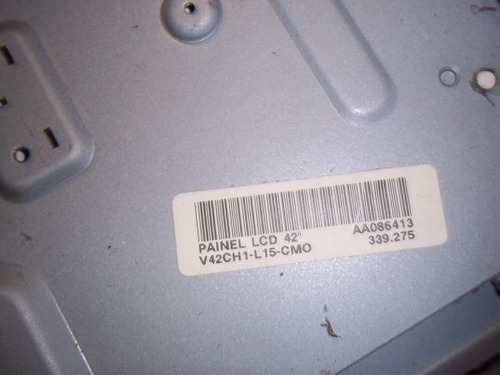 PAINEL LCD 42" AA086413
V42CH1-L15-CMO 339.275